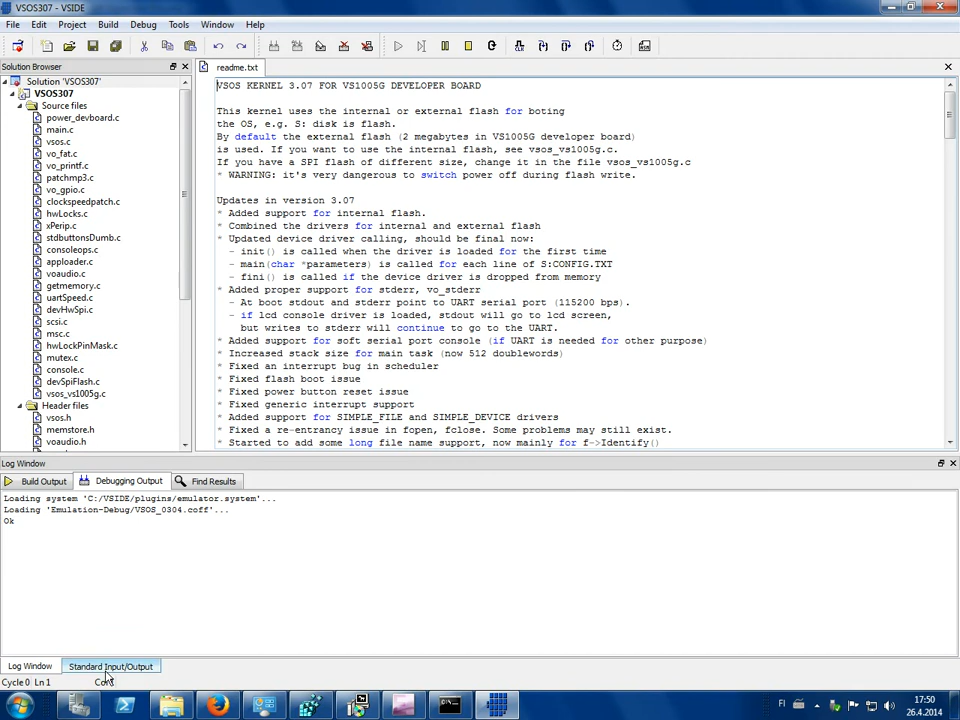 VSOS307 - VSIDE
File Edit Project Build Debug Tools Window Help
Solution Browser
readme.txt
Solution 'VSOS307'
VSOS307
Source files
power_devboard.c
main.c
vsos.c
vo_fat.c
vo_printf.c
patchmp3.c
vo_gpio.c
clockspeedpatch.c
hwLocks.c
xPerip.c
stdbuttonsDumb.c
consoleops.c
apploader.c
voaudio.c
getmemory.c
uartSpeed.c
devHwSpi.c
scsi.c
msc.c
hwLockPinMask.c
mutex.c
console.c
devSpiFlash.c
vsos_vs1005g.c
Header files
vsos.h
memstore.h
voaudio.h
VSOS KERNEL 3.07 FOR VS1005G DEVELOPER BOARD
This kernel uses the internal or external flash for boting
the OS, e.g. S: disk is flash.
By default the external flash (2 megabytes in VS1005G developer board)
is used. If you want to use the internal flash, see vsos_vs1005g.c.
If you have a SPI flash of different size, change it in the file vsos_vs1005g.c
* WARNING: it's very dangerous to switch power off during flash write.
Updates in version 3.07
* Added support for internal flash.
* Combined the drivers for internal and external flash
* Updated device driver calling, should be final now:
- init() is called when the driver is loaded for the first time
- main(char *parameters) is called for each line of S:CONFIG.TXT
- fini() is called if the device driver is dropped from memory
* Added proper support for stderr, vo_stderr
- At boot stdout and stderr point to UART serial port (115200 bps).
- if lcd console driver is loaded, stdout will go to lcd screen,
but writes to stderr will continue to go to the UART.
* Added support for soft serial port console (if UART is needed for other purpose)
* Increased stack size for main task (now 512 doublewords)
* Fixed an interrupt bug in scheduler
* Fixed flash boot issue
* Fixed power button reset issue
* Fixed generic interrupt support
* Added support for SIMPLE_FILE and SIMPLE_DEVICE drivers
* Fixed a re-entrancy issue in fopen, fclose. Some problems may still exist.
* Started to add some long file name support, now mainly for f->Identify()
Log Window
Build Output Debugging Output Find Results
Loading system 'C:/VSIDE/plugins/emulator.system'...
Loading 'Emulation-Debug/VSOS_0304.coff'...
Ok
Log Window Standard Input/Output
Cycle 0 Ln 1
FI 17:50
26.4.2014